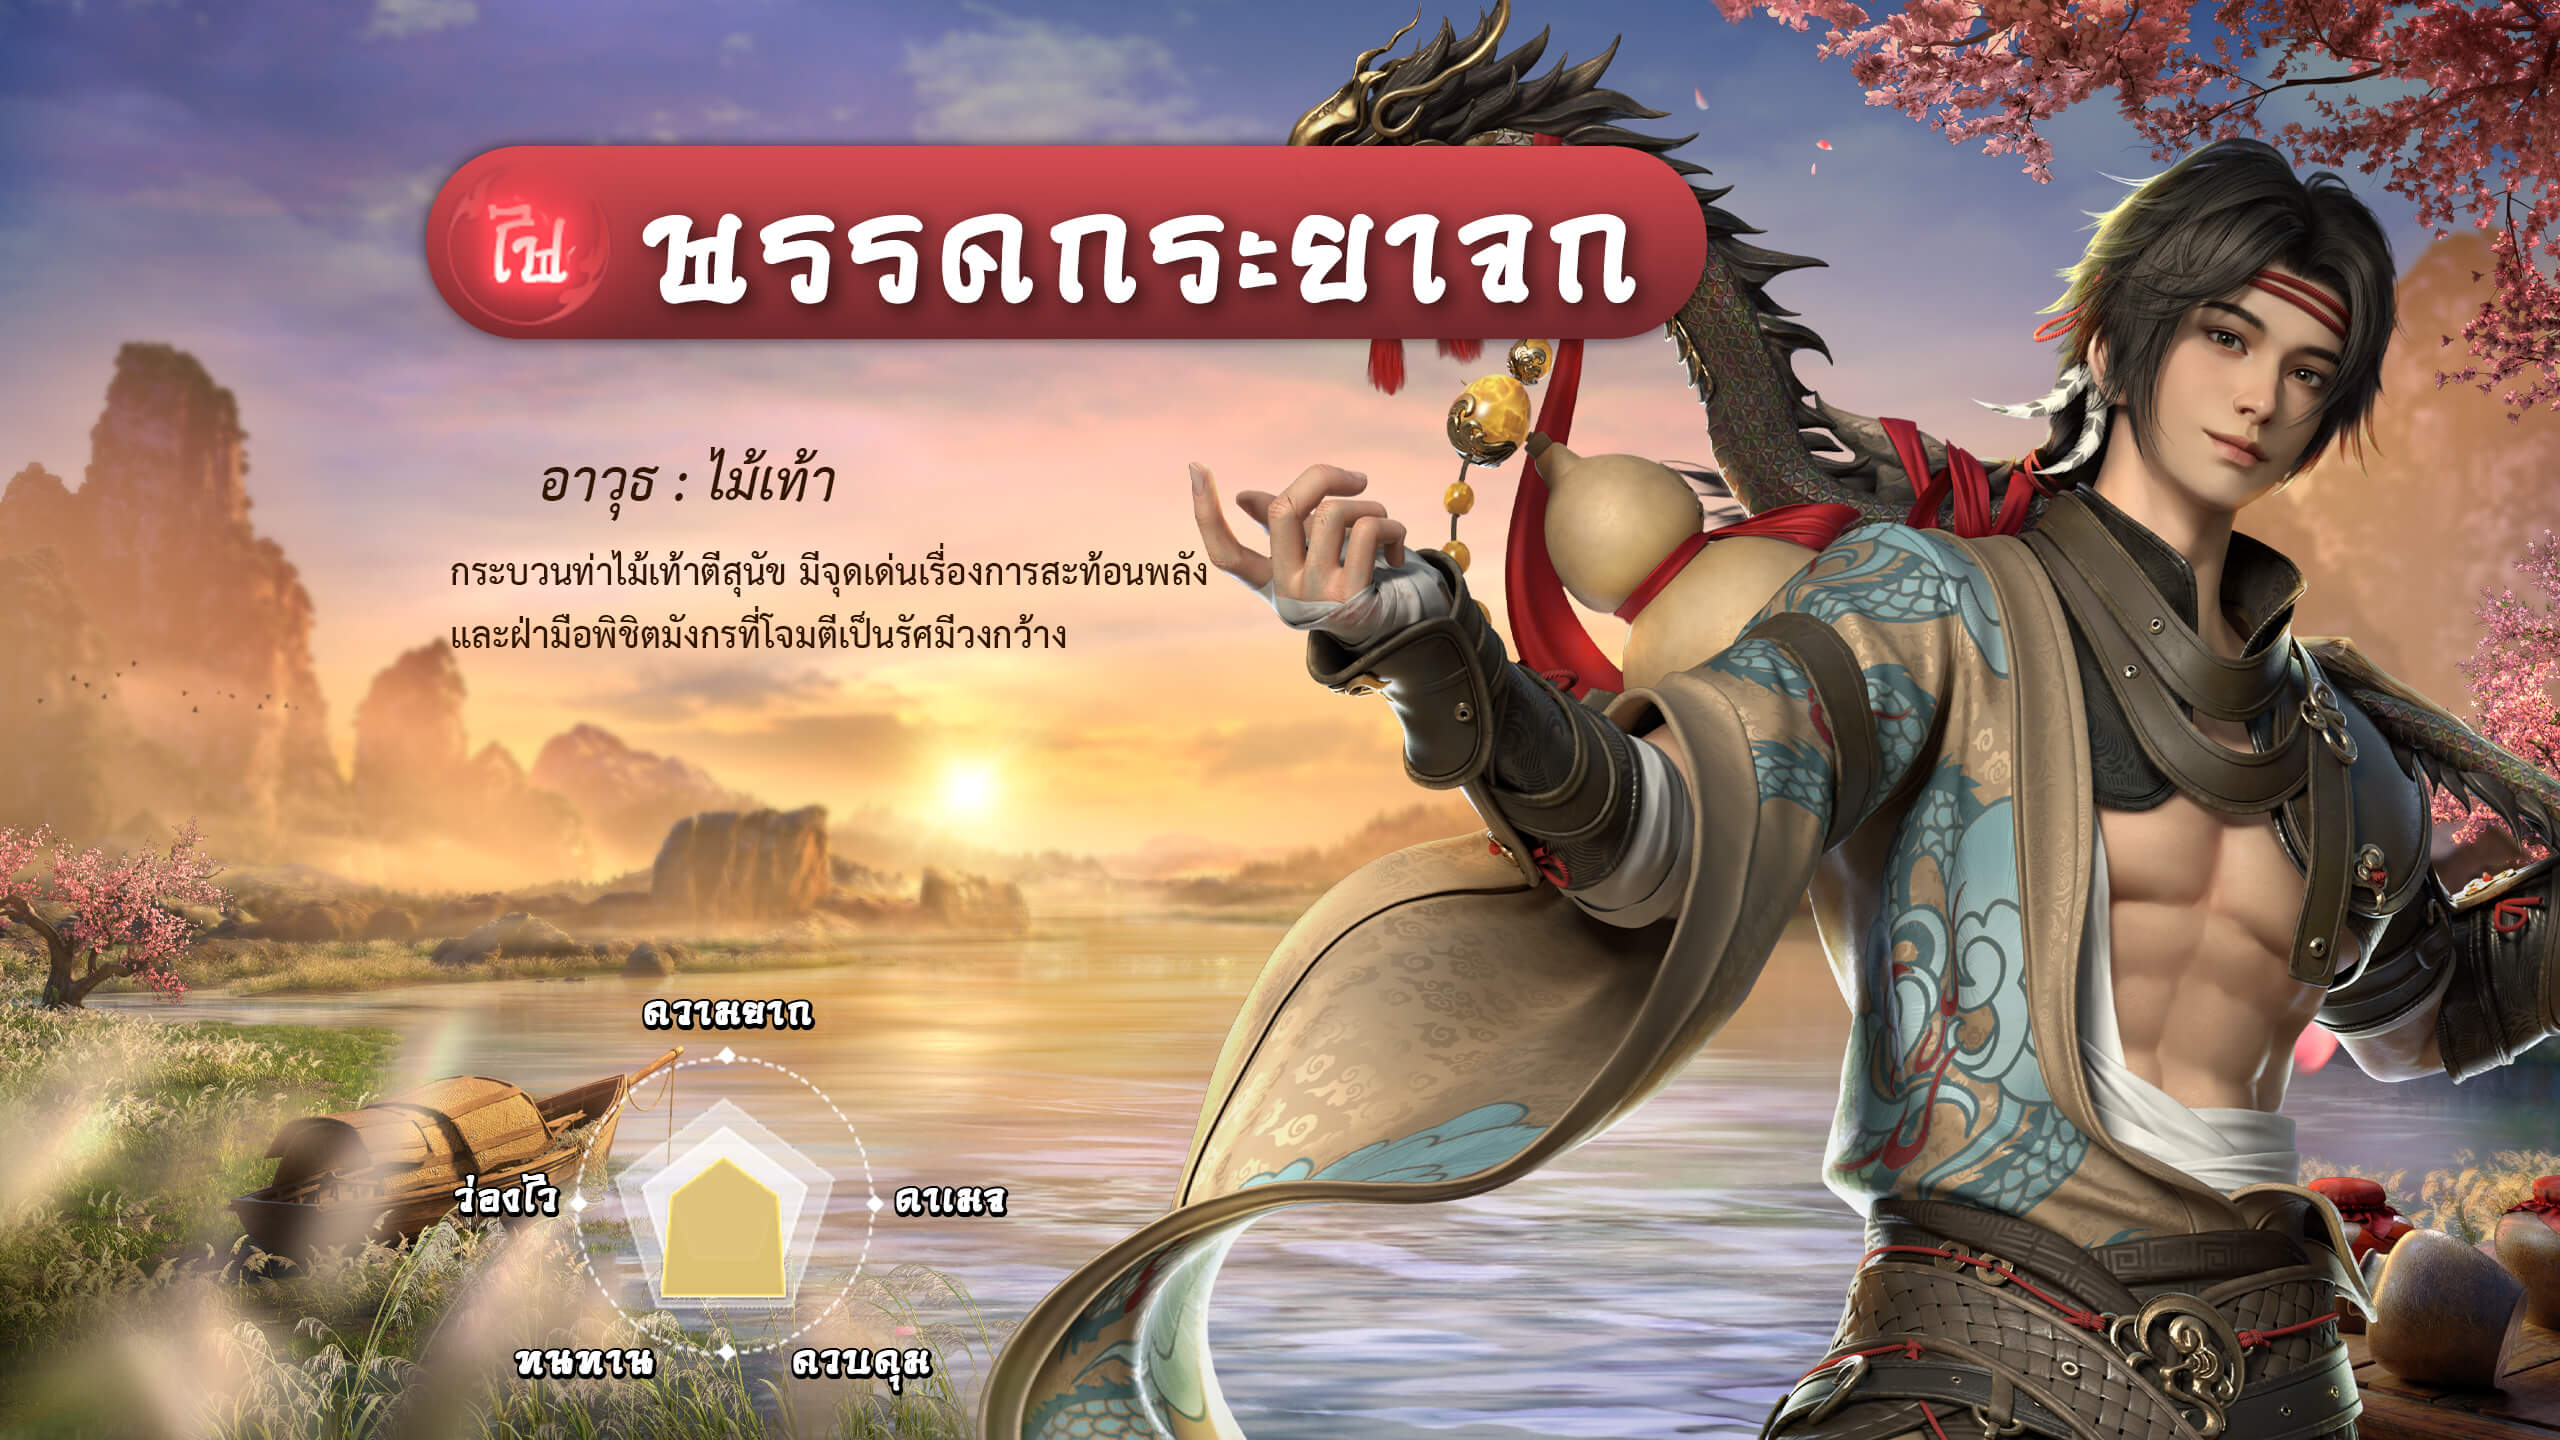 ไฟ
พรรคกระยาจก
อาวุธ : ไม้เท้า
กระบวนท่าไม้เท้าตีสุนัข มีจุดเด่นเรื่องการสะท้อนพลัง
และฝ่ามือพิชิตมังกรที่โจมตีเป็นรัศมีวงกว้าง
ความยาก
ว่องไว
ดาเมจ
ทนทาน
ควบคุม